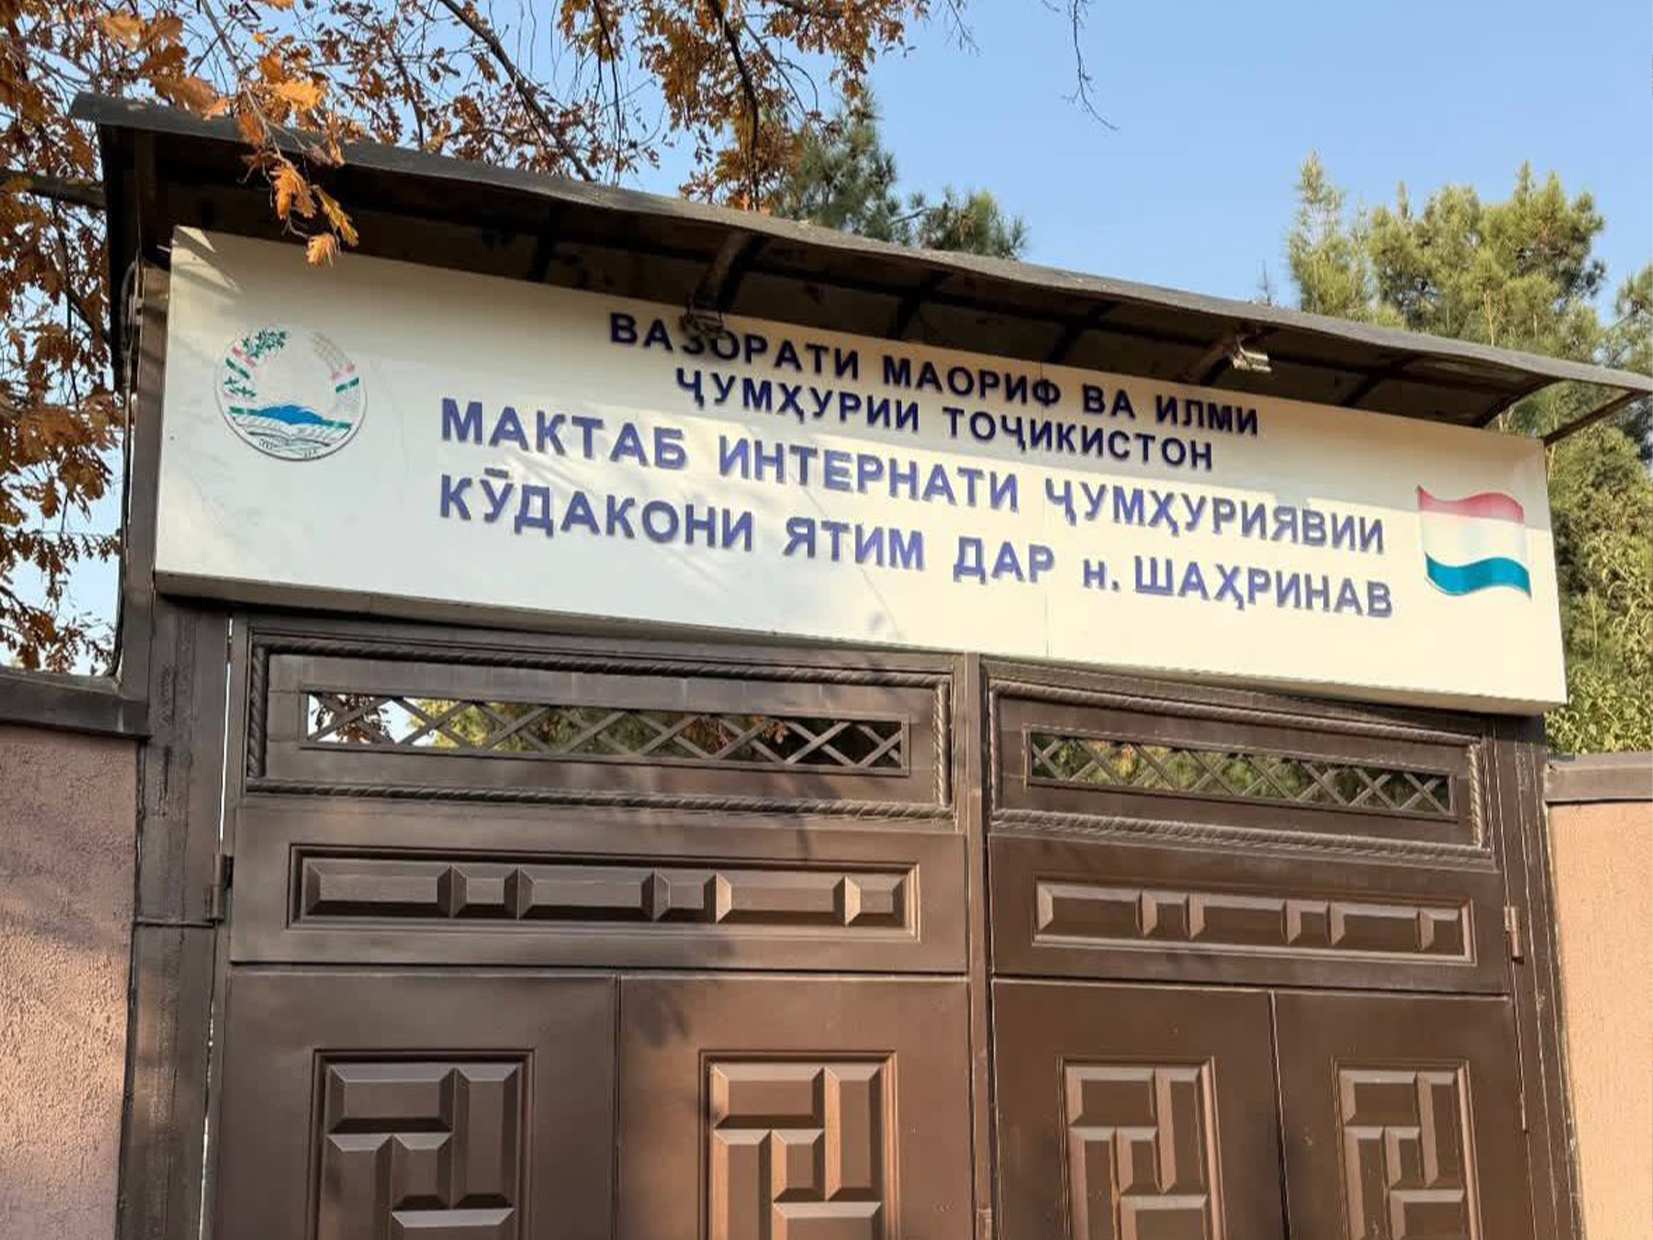 ВАЗОРАТИ МАОРИФ ВА ИЛМИ
ҶУМҲУРИИ ТОҶИКИСТОН
МАКТАБ ИНТЕРНАТИ ҶУМҲУРИЯВИИ
КӮДАКОНИ ЯТИМ ДАР н. ШАҲРИНАВ